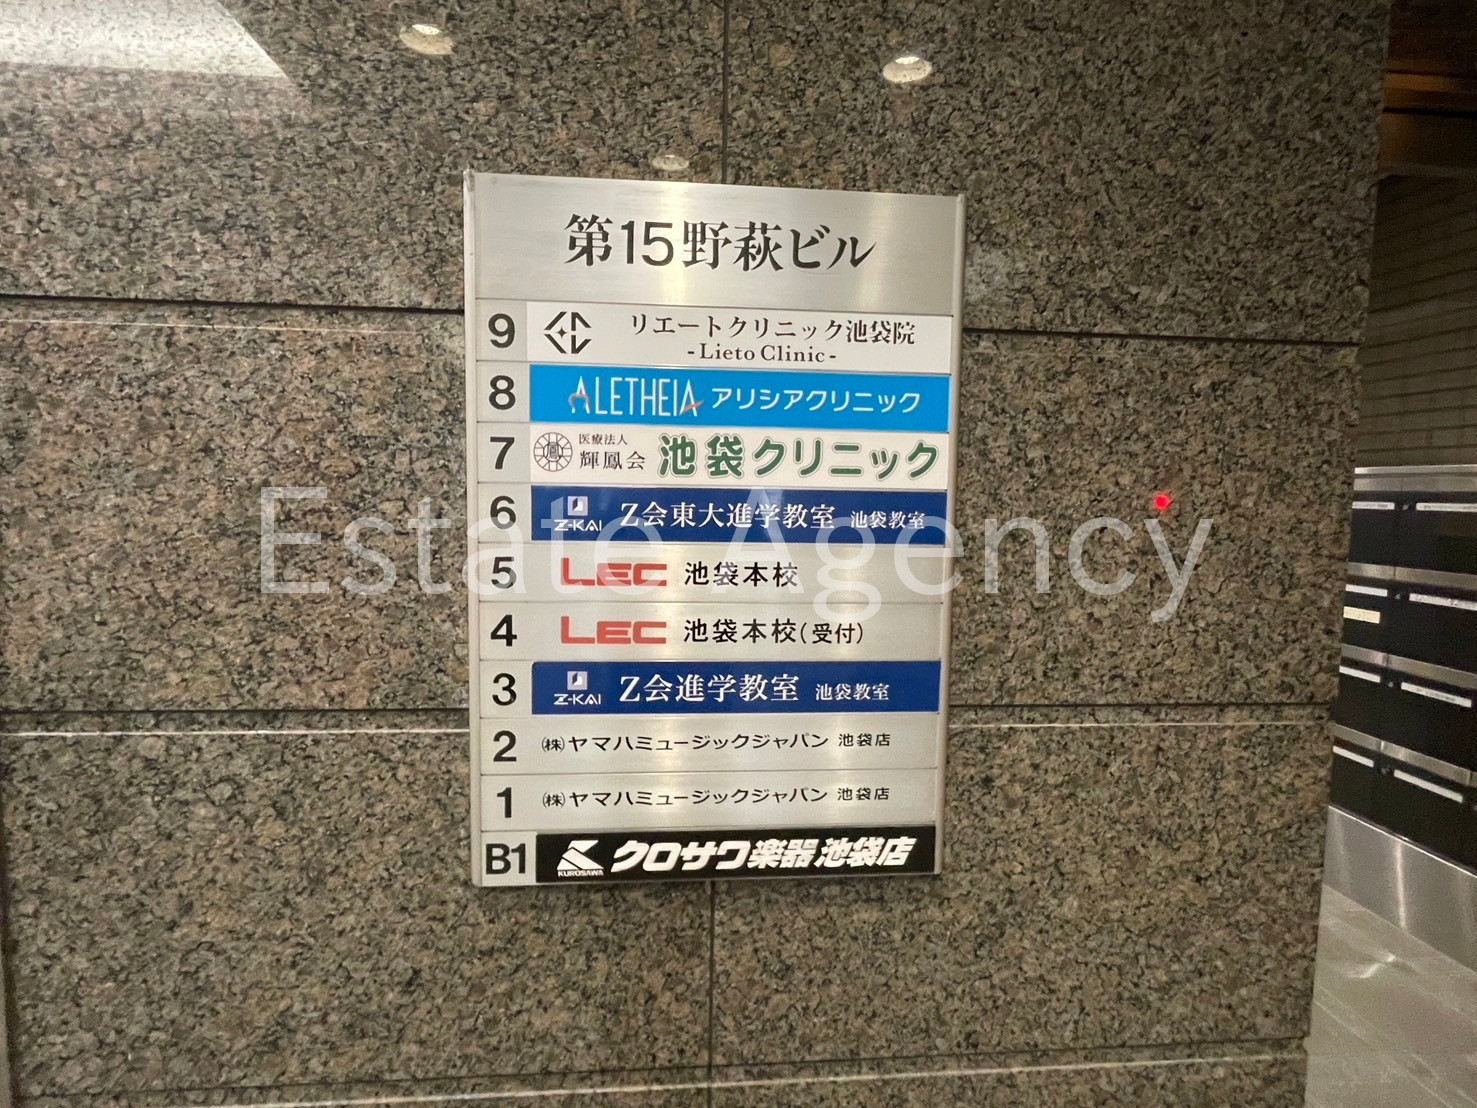 第15野萩ビル
9 リエートクリニック池袋院
-Lieto Clinic-
8 ALETHEIA アリシアクリニック
7 医療法人 輝鳳会 池袋クリニック
6 Z-KAI Z会東大進学教室 池袋教室
5 LEC 池袋本校
4 LEC 池袋本校(受付)
3 Z-KAI Z会進学教室 池袋教室
2 ㈱ヤマハミュージックジャパン 池袋店
1 ㈱ヤマハミュージックジャパン 池袋店
B1 KUROSAWA クロサワ楽器 池袋店
Estate Agency